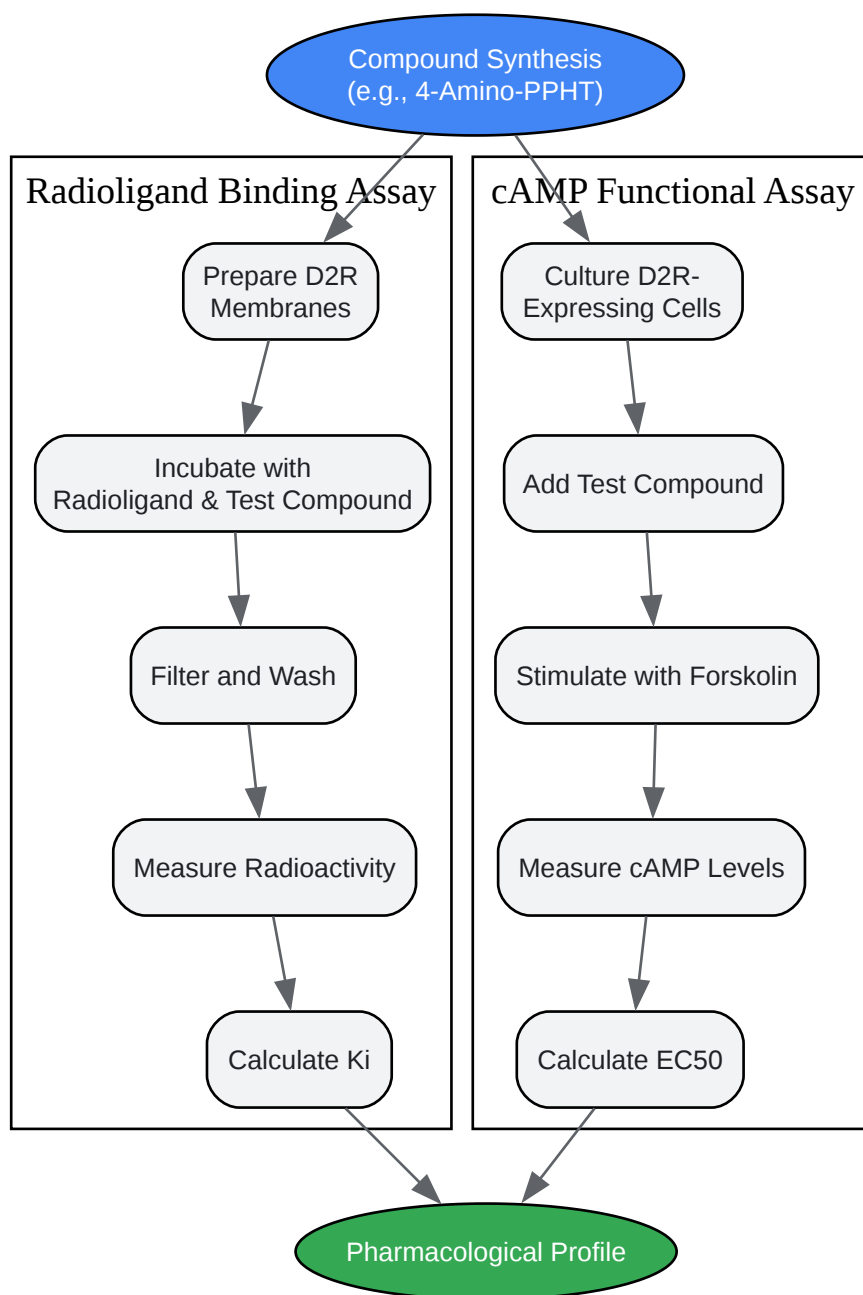 Compound Synthesis
(e.g., 4-Amino-PPHT)
Radioligand Binding Assay
Prepare D2R
Membranes
Incubate with
Radioligand & Test Compound
Filter and Wash
Measure Radioactivity
Calculate Ki
cAMP Functional Assay
Culture D2R-
Expressing Cells
Add Test Compound
Stimulate with Forskolin
Measure cAMP Levels
Calculate EC50
Pharmacological Profile